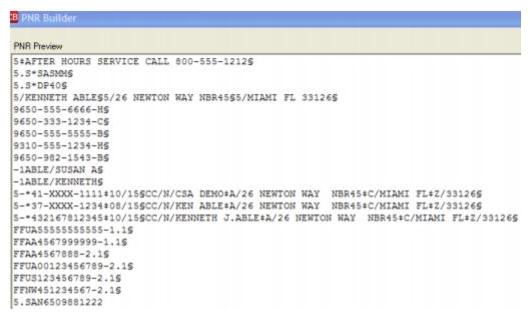 CB PNR Builder
PNR Preview
5‡AFTER HOURS SERVICE CALL 800-555-1212§
5.S*SASMM§
5.S*DP40§
5/KENNETH ABLE§5/26 NEWTON WAY NBR45§5/MIAMI FL 33126§
9650-555-6666-H§
9650-333-1234-C§
9650-555-5555-B§
9310-555-1234-H§
9650-982-1543-B§
-1ABLE/SUSAN A§
-1ABLE/KENNETH§
5-*41-XXXX-1111‡10/15§CC/N/CSA DEMO‡A/26 NEWTON WAY  NBR45‡C/MIAMI FL‡Z/33126§
5-*37-XXXX-1234‡08/15§CC/N/KEN ABLE‡A/26 NEWTON WAY  NBR45‡C/MIAMI FL‡Z/33126§
5-*432167812345‡10/15§CC/N/KENNETH J.ABLE‡A/26 NEWTON WAY  NBR45‡C/MIAMI FL‡Z/33126§
FFUA55555555555-1.1§
FFAA4567999999-1.1§
FFAA4567888-2.1§
FFUA00123456789-2.1§
FFUS123456789-2.1§
FFNW451234567-2.1§
5.SAN6509881222